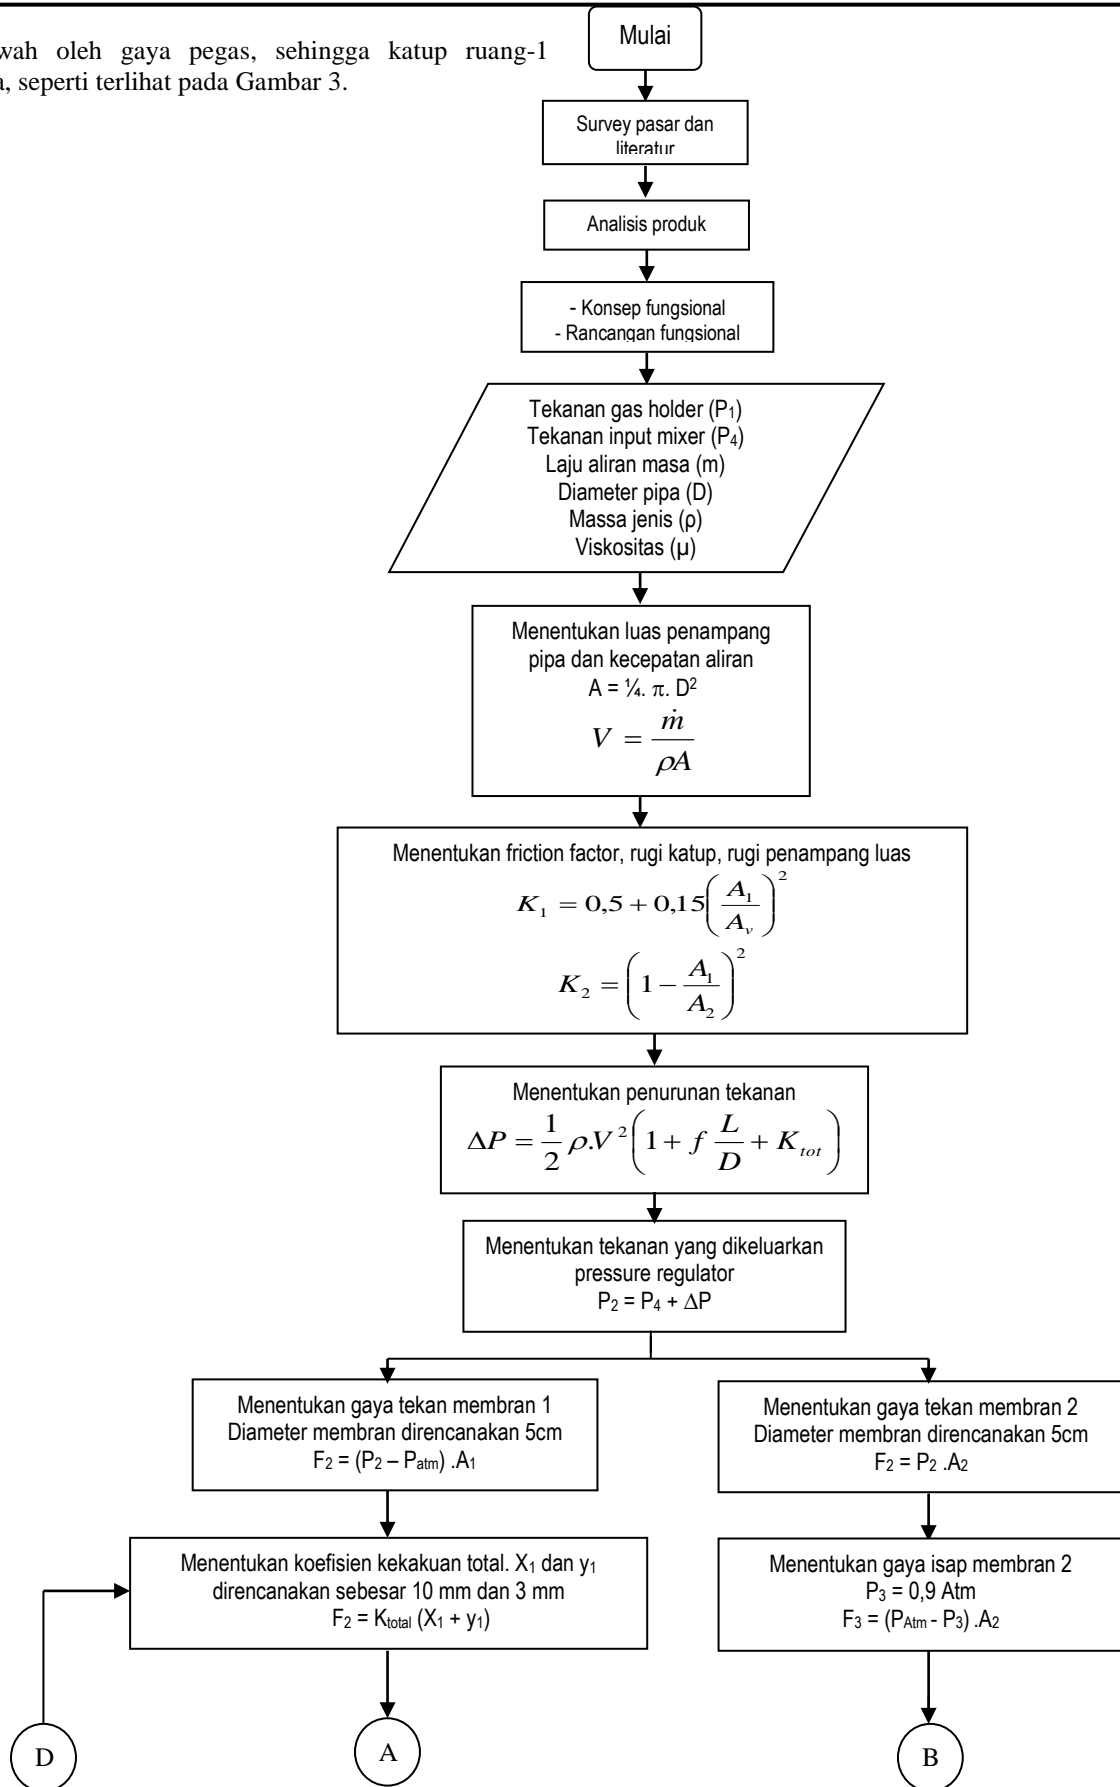 wah oleh gaya pegas, sehingga katup ruang-1
a, seperti terlihat pada Gambar 3.
Mulai
Survey pasar dan
literatur
Analisis produk
- Konsep fungsional
- Rancangan fungsional
Tekanan gas holder (P₁)
Tekanan input mixer (P₄)
Laju aliran masa (m)
Diameter pipa (D)
Massa jenis (ρ)
Viskositas (µ)
Menentukan luas penampang
pipa dan kecepatan aliran
A = ¼. π. D²
V = ṁ / ρA
Menentukan friction factor, rugi katup, rugi penampang luas
K₁ = 0,5 + 0,15(A₁/Aᵥ)²
K₂ = (1 − A₁/A₂)²
Menentukan penurunan tekanan
ΔP = 1/2 ρ.V²(1 + f L/D + K_tot)
Menentukan tekanan yang dikeluarkan
pressure regulator
P₂ = P₄ + ΔP
Menentukan gaya tekan membran 1
Diameter membran direncanakan 5cm
F₂ = (P₂ – Patm) .A₁
Menentukan gaya tekan membran 2
Diameter membran direncanakan 5cm
F₂ = P₂ .A₂
Menentukan koefisien kekakuan total. X₁ dan y₁
direncanakan sebesar 10 mm dan 3 mm
F₂ = Ktotal (X₁ + y₁)
Menentukan gaya isap membran 2
P₃ = 0,9 Atm
F₃ = (PAtm - P₃) .A₂
D
A
B